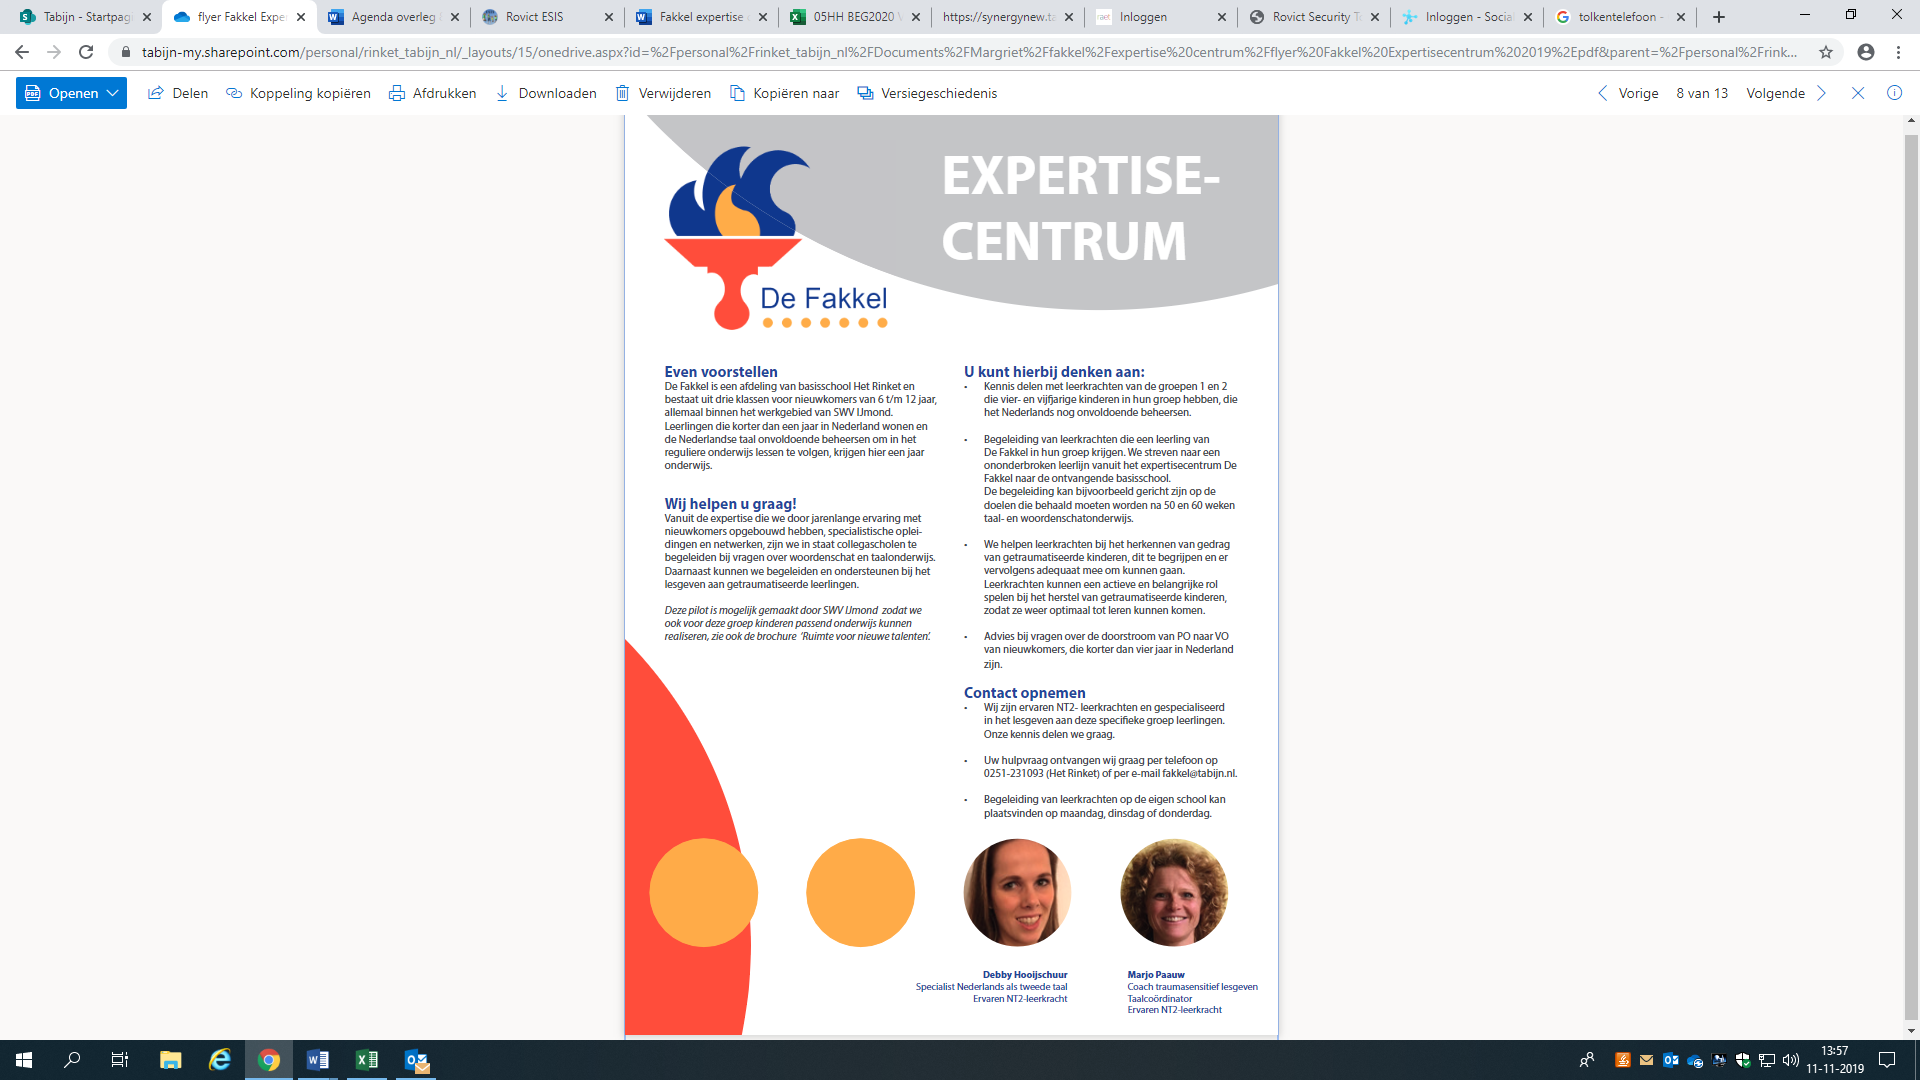 Tabijn - Startpag
flyer Fakkel Exper
Agenda overleg
Rovict ESIS
Fakkel expertise
05HH BEG2020
https://synergynew.ta
raet
Inloggen
Rovict Security T
Inloggen - Social
tolkentelefoon -
tabijn-my.sharepoint.com/personal/rinket_tabijn_nl/_layouts/15/onedrive.aspx?id=%2Fpersonal%2Frinket_tabijn_nl%2FDocuments%2FMargriet%2Ffakkel%2Fexpertise%20centrum%2Fflyer%20Fakkel%20Expertisecentrum%202019%2Epdf&parent=%2Fpersonal%2Frink...
Openen
Delen
Koppeling kopiëren
Afdrukken
Downloaden
Verwijderen
Kopiëren naar
Versiegeschiedenis
Vorige
8 van 13
Volgende
EXPERTISE-
CENTRUM
De Fakkel
Even voorstellen
De Fakkel is een afdeling van basisschool Het Rinket en
bestaat uit drie klassen voor nieuwkomers van 6 t/m 12 jaar,
allemaal binnen het werkgebied van SWV IJmond.
Leerlingen die korter dan een jaar in Nederland wonen en
de Nederlandse taal onvoldoende beheersen om in het
reguliere onderwijs lessen te volgen, krijgen hier een jaar
onderwijs.
Wij helpen u graag!
Vanuit de expertise die we door jarenlange ervaring met
nieuwkomers opgebouwd hebben, specialistische oplei-
dingen en netwerken, zijn we in staat collegascholen te
begeleiden bij vragen over woordenschat en taalonderwijs.
Daarnaast kunnen we begeleiden en ondersteunen bij het
lesgeven aan getraumatiseerde leerlingen.
Deze pilot is mogelijk gemaakt door SWV IJmond zodat we
ook voor deze groep kinderen passend onderwijs kunnen
realiseren, zie ook de brochure 'Ruimte voor nieuwe talenten'.
U kunt hierbij denken aan:
• Kennis delen met leerkrachten van de groepen 1 en 2
die vier- en vijfjarige kinderen in hun groep hebben, die
het Nederlands nog onvoldoende beheersen.
• Begeleiding van leerkrachten die een leerling van
De Fakkel in hun groep krijgen. We streven naar een
ononderbroken leerlijn vanuit het expertisecentrum De
Fakkel naar de ontvangende basisschool.
De begeleiding kan bijvoorbeeld gericht zijn op de
doelen die behaald moeten worden na 50 en 60 weken
taal- en woordenschatonderwijs.
• We helpen leerkrachten bij het herkennen van gedrag
van getraumatiseerde kinderen, dit te begrijpen en er
vervolgens adequaat mee om kunnen gaan.
Leerkrachten kunnen een actieve en belangrijke rol
spelen bij het herstel van getraumatiseerde kinderen,
zodat ze weer optimaal tot leren kunnen komen.
• Advies bij vragen over de doorstroom van PO naar VO
van nieuwkomers, die korter dan vier jaar in Nederland
zijn.
Contact opnemen
• Wij zijn ervaren NT2- leerkrachten en gespecialiseerd
in het lesgeven aan deze specifieke groep leerlingen.
Onze kennis delen we graag.
• Uw hulpvraag ontvangen wij graag per telefoon op
0251-231093 (Het Rinket) of per e-mail fakkel@tabijn.nl.
• Begeleiding van leerkrachten op de eigen school kan
plaatsvinden op maandag, dinsdag of donderdag.
Debby Hooijschuur
Specialist Nederlands als tweede taal
Ervaren NT2-leerkracht
Marjo Paauw
Coach traumasensitief lesgeven
Taalcoördinator
Ervaren NT2-leerkracht
13:57
11-11-2019